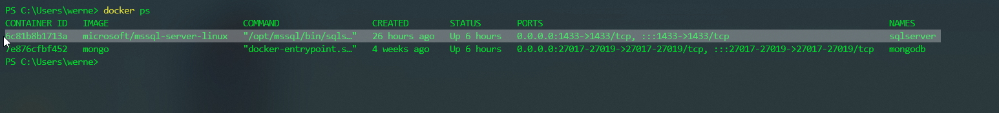 PS C:\Users\werne> docker ps
CONTAINER ID   IMAGE                          COMMAND                  CREATED        STATUS       PORTS                                                                   NAMES
6c81b8b1713a   microsoft/mssql-server-linux   "/opt/mssql/bin/sqls…"   26 hours ago   Up 6 hours   0.0.0.0:1433->1433/tcp, :::1433->1433/tcp                               sqlserver
7e876cfbf452   mongo                          "docker-entrypoint.s…"   4 weeks ago    Up 6 hours   0.0.0.0:27017-27019->27017-27019/tcp, :::27017-27019->27017-27019/tcp   mongodb
PS C:\Users\werne>